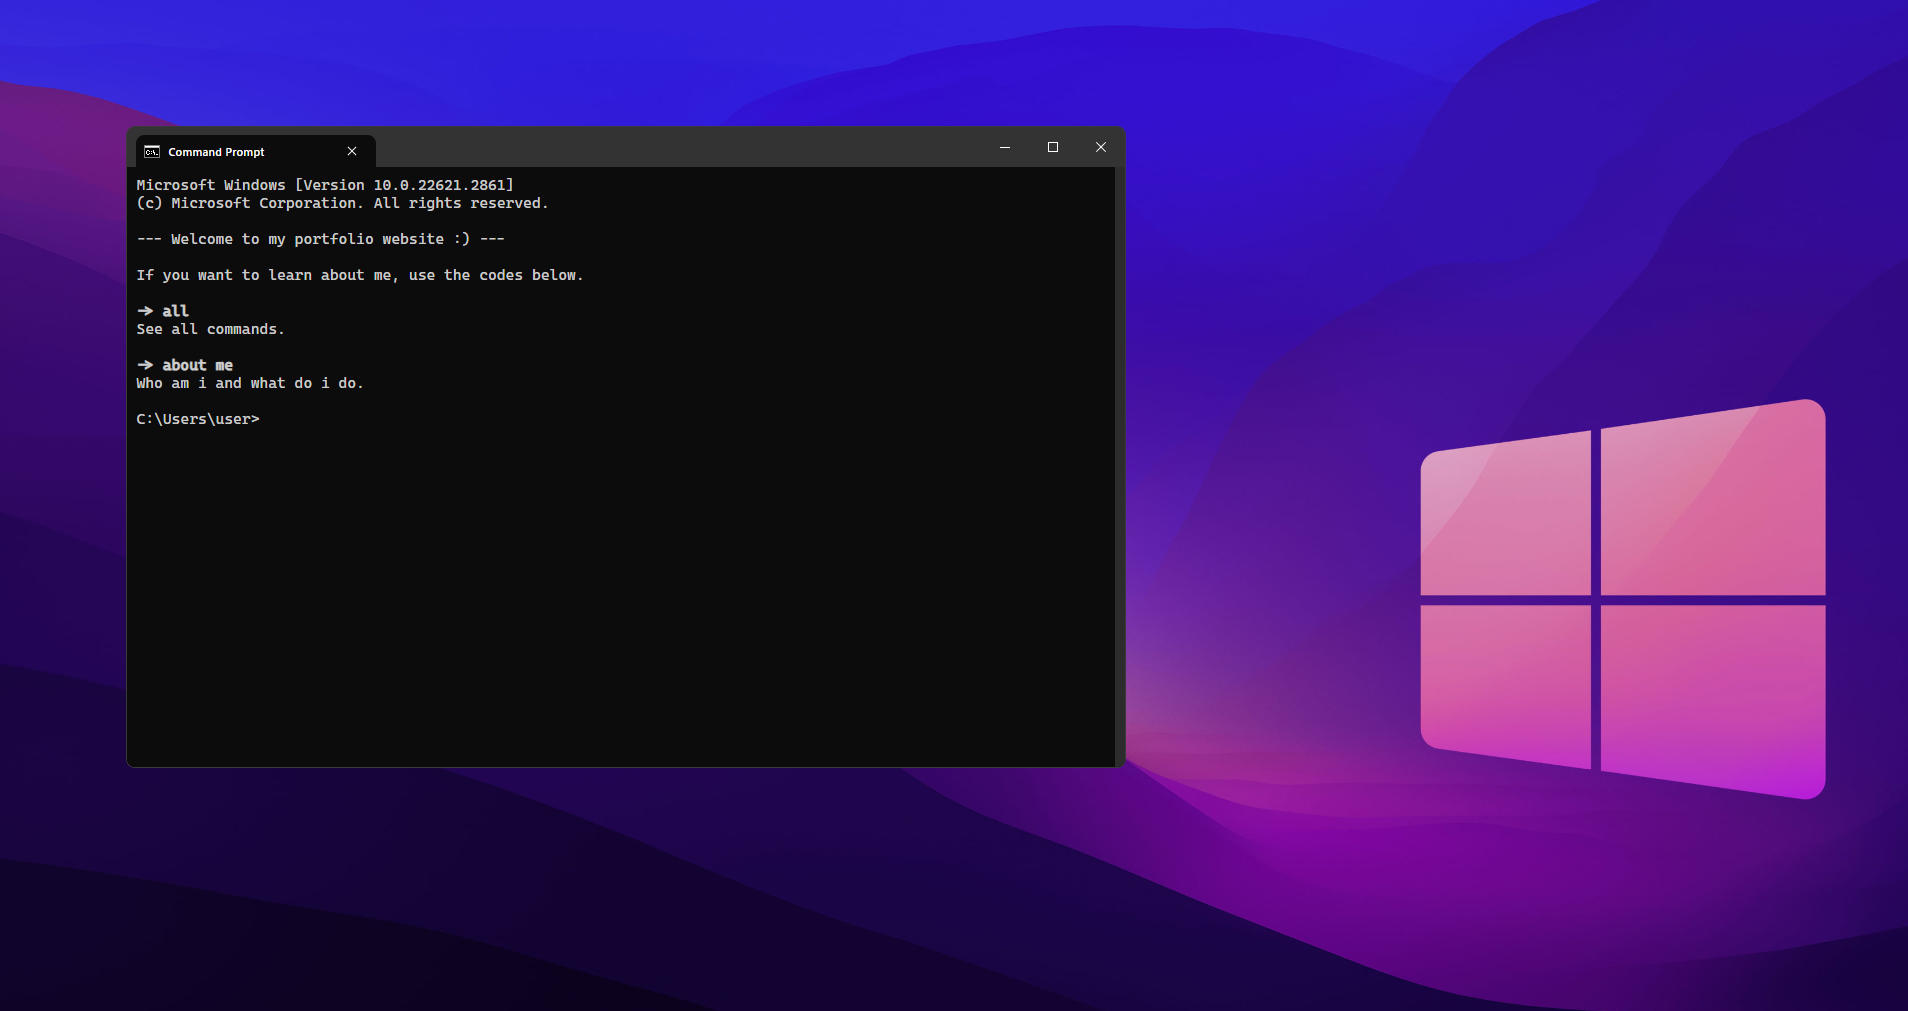 Command Prompt
Microsoft Windows [Version 10.0.22621.2861]
(c) Microsoft Corporation. All rights reserved.
--- Welcome to my portfolio website :) ---
If you want to learn about me, use the codes below.
→ all
See all commands.
→ about me
Who am i and what do i do.
C:\Users\user>